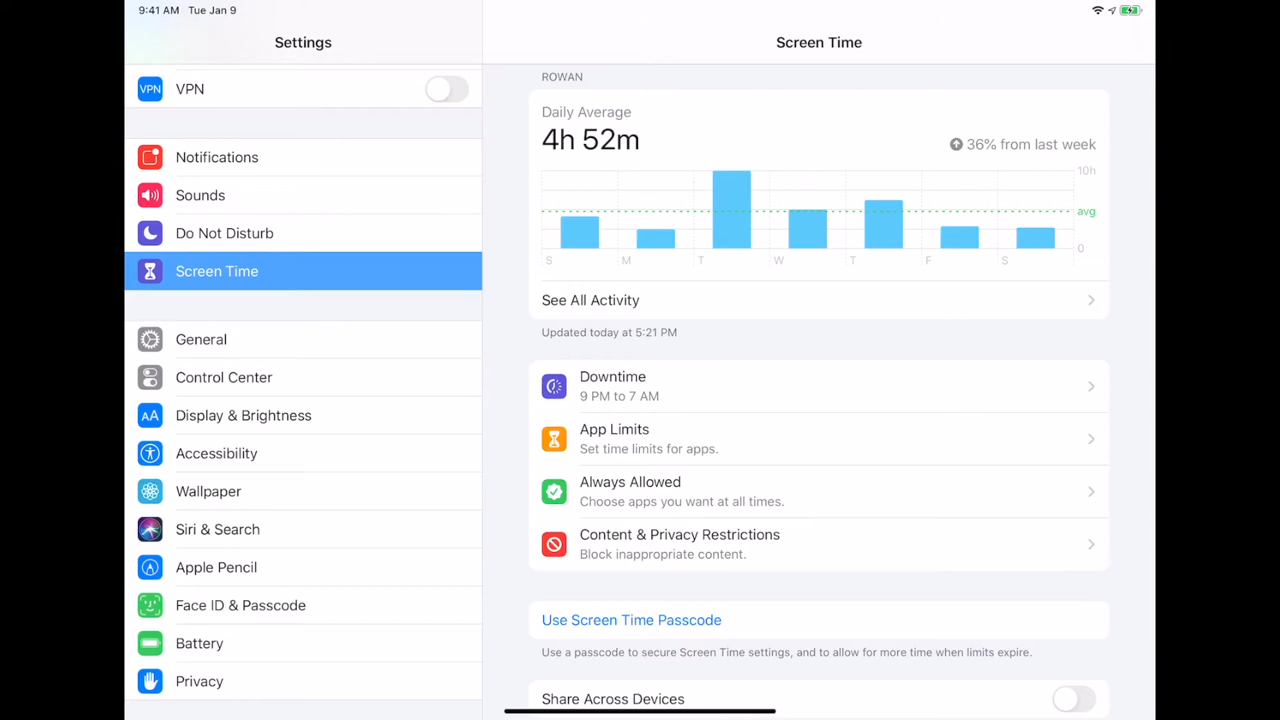 9:41 AM Tue Jan 9
Settings
VPN VPN
Notifications
Sounds
Do Not Disturb
Screen Time
General
Control Center
AA Display & Brightness
Accessibility
Wallpaper
Siri & Search
Apple Pencil
Face ID & Passcode
Battery
Privacy
Screen Time
ROWAN
Daily Average
4h 52m
36% from last week
10h
avg
0
S M T W T F S
See All Activity
Updated today at 5:21 PM
Downtime
9 PM to 7 AM
App Limits
Set time limits for apps.
Always Allowed
Choose apps you want at all times.
Content & Privacy Restrictions
Block inappropriate content.
Use Screen Time Passcode
Use a passcode to secure Screen Time settings, and to allow for more time when limits expire.
Share Across Devices